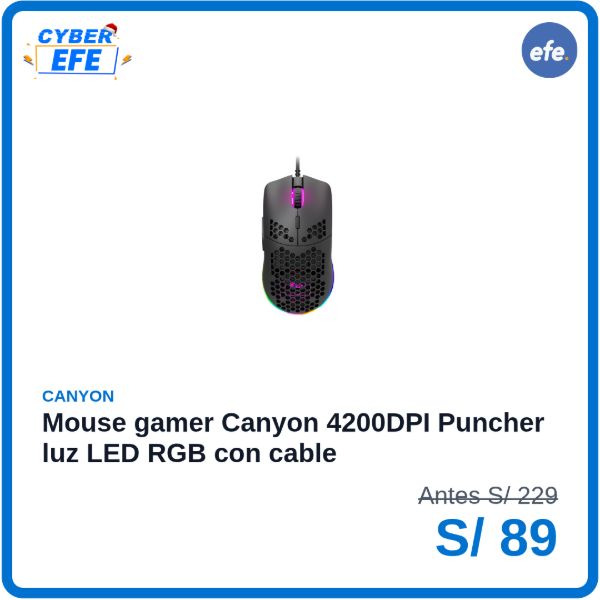 CYBER
EFE
efe.
CANYON
Mouse gamer Canyon 4200DPI Puncher
luz LED RGB con cable
Antes S/ 229
S/ 89